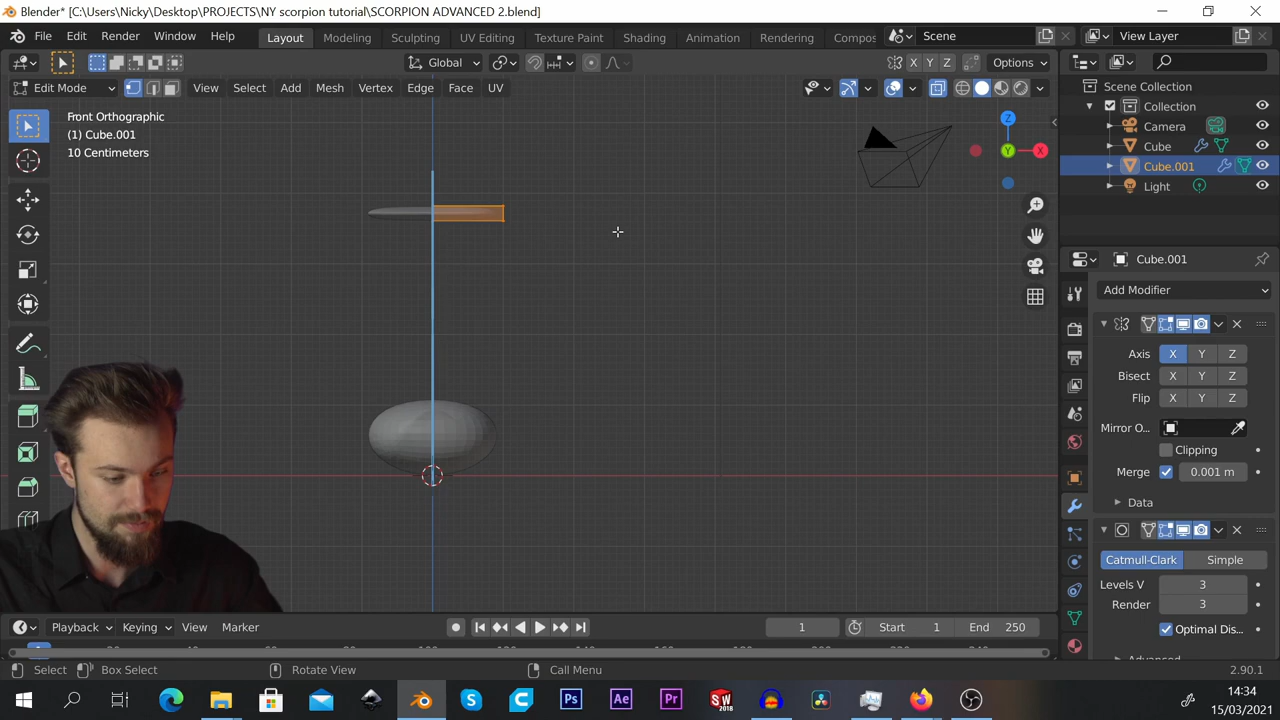 Blender* [C:\Users\Nicky\Desktop\PROJECTS\NY scorpion tutorial\SCORPION ADVANCED 2.blend]
File Edit Render Window Help Layout Modeling Sculpting UV Editing Texture Paint Shading Animation Rendering Compos Scene View Layer
Global X Y Z Options
Edit Mode View Select Add Mesh Vertex Edge Face UV
Scene Collection
Collection
Camera
Cube
Cube.001
Light
Front Orthographic
(1) Cube.001
10 Centimeters
Z
Y
X
Cube.001
Add Modifier
Axis X Y Z
Bisect X Y Z
Flip X Y Z
Mirror O...
Clipping
Merge 0.001 m
Data
Catmull-Clark Simple
Levels V 3
Render 3
Optimal Dis...
Playback Keying View Marker 1 Start 1 End 250
Select Box Select Rotate View Call Menu 2.90.1
Ps Ae Pr SW 2018
14:34
15/03/2021